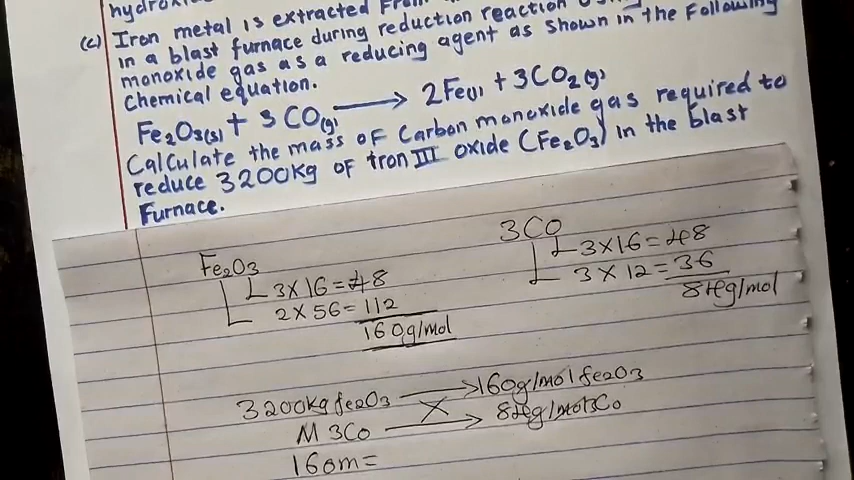 (c) Iron metal is extracted
in a blast furnace during reduction reaction
monoxide gas as a reducing agent as shown in the following
chemical equation.
Fe₂O₃(s) + 3CO(g) ⟶ 2Fe(l) + 3CO₂(g)
Calculate the mass of Carbon monoxide gas required to
reduce 3200kg of iron III oxide (Fe₂O₃) in the blast
Furnace.
Fe₂O₃
3×16=48
2×56=112
160g/mol
3CO
3×16=48
3×12=36
84g/mol
3200kg fe₂O₃ ⟶ 160g/mol fe₂O₃
M 3Co ⟶ 84g/mol 3Co
160m=